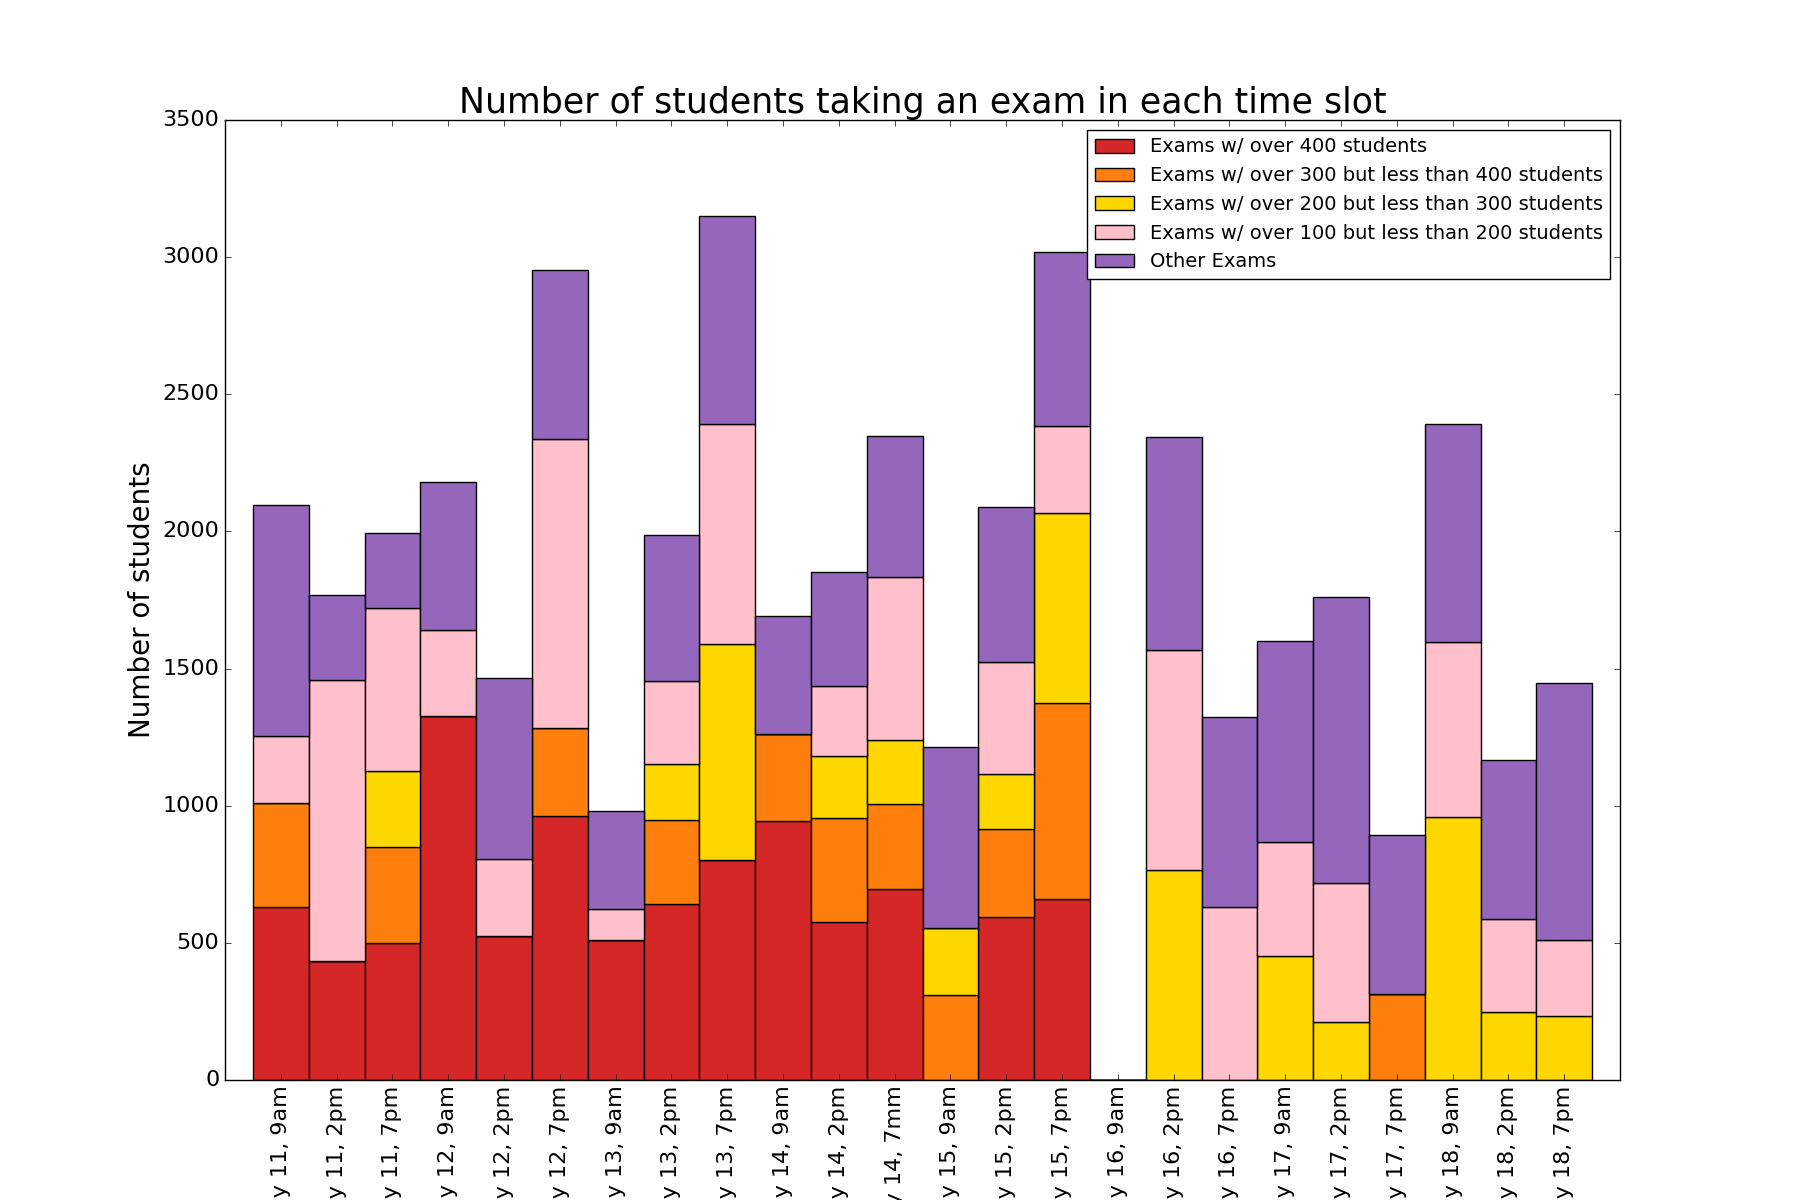 Number of students taking an exam in each time slot
Exams w/ over 400 students
Exams w/ over 300 but less than 400 students
Exams w/ over 200 but less than 300 students
Exams w/ over 100 but less than 200 students
Other Exams
Number of students
3500
3000
2500
2000
1500
1000
500
0
y 11, 9am
y 11, 2pm
y 11, 7pm
y 12, 9am
y 12, 2pm
y 12, 7pm
y 13, 9am
y 13, 2pm
y 13, 7pm
y 14, 9am
y 14, 2pm
y 14, 7mm
y 15, 9am
y 15, 2pm
y 15, 7pm
y 16, 9am
y 16, 2pm
y 16, 7pm
y 17, 9am
y 17, 2pm
y 17, 7pm
y 18, 9am
y 18, 2pm
y 18, 7pm